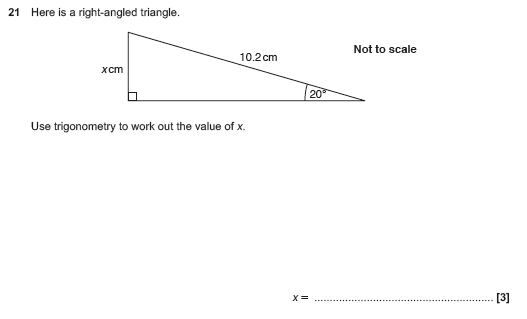 21 Here is a right-angled triangle.
Not to scale
10.2 cm
x cm
20°
Use trigonometry to work out the value of x.
x = ............................................................ [3]